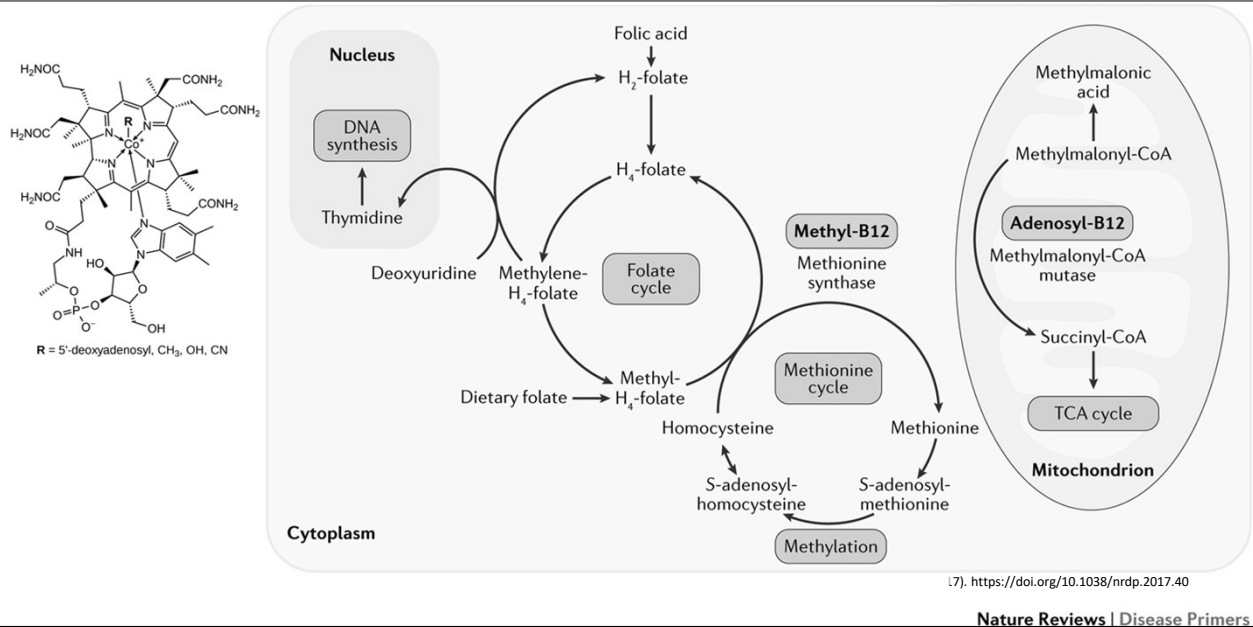 H₂NOC
CONH₂
CONH₂
R
N
N
Co⁺
H₂NOC
N
N
H₂NOC
CONH₂
O
N
NH
N
HO
O
O
O
P
O
O⁻
OH
R = 5'-deoxyadenosyl, CH₃, OH, CN
Nucleus
DNA
synthesis
Thymidine
Deoxyuridine
Folic acid
H₂-folate
H₄-folate
Methylene-
H₄-folate
Folate
cycle
Dietary folate
Methyl-
H₄-folate
Methyl-B12
Methionine
synthase
Methionine
cycle
Homocysteine
Methionine
S-adenosyl-
homocysteine
S-adenosyl-
methionine
Methylation
Cytoplasm
Methylmalonic
acid
Methylmalonyl-CoA
Adenosyl-B12
Methylmalonyl-CoA
mutase
Succinyl-CoA
TCA cycle
Mitochondrion
17). https://doi.org/10.1038/nrdp.2017.40
Nature Reviews | Disease Primers